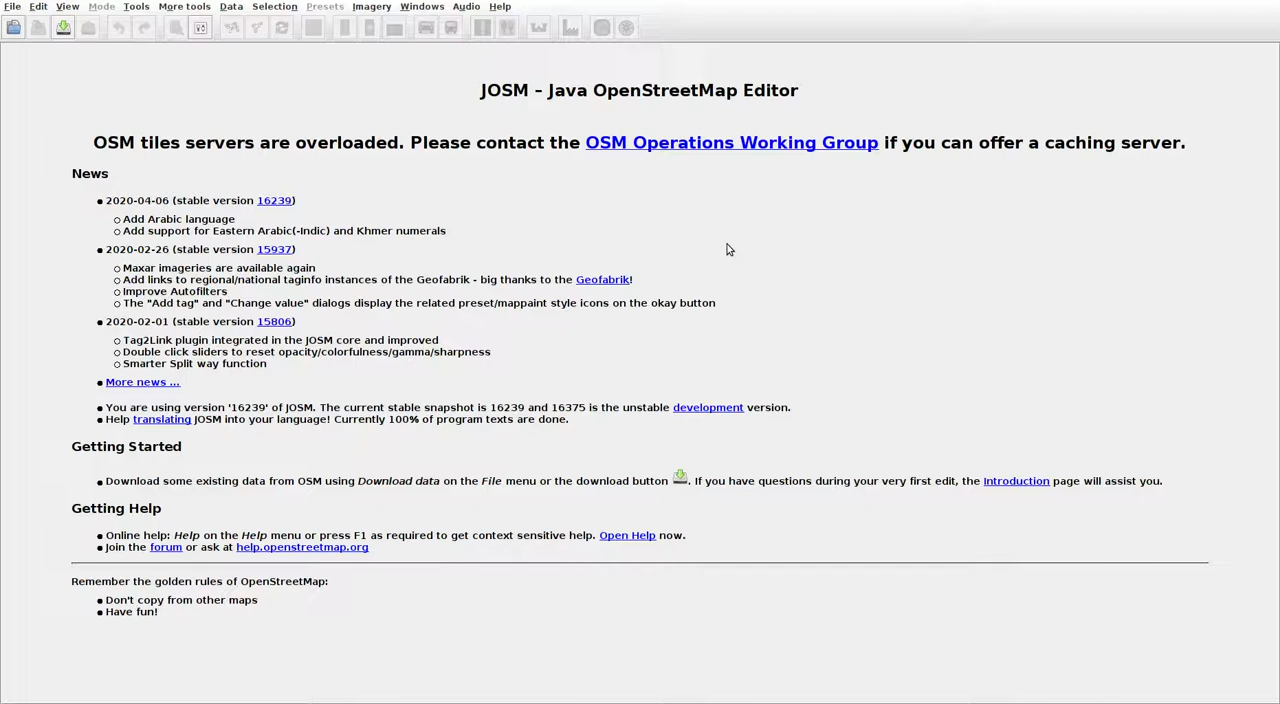 File Edit View Mode Tools More tools Data Selection Presets Imagery Windows Audio Help
JOSM – Java OpenStreetMap Editor
OSM tiles servers are overloaded. Please contact the OSM Operations Working Group if you can offer a caching server.
News
2020-04-06 (stable version 16239)
Add Arabic language
Add support for Eastern Arabic(-Indic) and Khmer numerals
2020-02-26 (stable version 15937)
Maxar imageries are available again
Add links to regional/national taginfo instances of the Geofabrik - big thanks to the Geofabrik!
Improve Autofilters
The "Add tag" and "Change value" dialogs display the related preset/mappaint style icons on the okay button
2020-02-01 (stable version 15806)
Tag2Link plugin integrated in the JOSM core and improved
Double click sliders to reset opacity/colorfulness/gamma/sharpness
Smarter Split way function
More news ...
You are using version '16239' of JOSM. The current stable snapshot is 16239 and 16375 is the unstable development version.
Help translating JOSM into your language! Currently 100% of program texts are done.
Getting Started
Download some existing data from OSM using Download data on the File menu or the download button . If you have questions during your very first edit, the Introduction page will assist you.
Getting Help
Online help: Help on the Help menu or press F1 as required to get context sensitive help. Open Help now.
Join the forum or ask at help.openstreetmap.org
Remember the golden rules of OpenStreetMap:
Don't copy from other maps
Have fun!